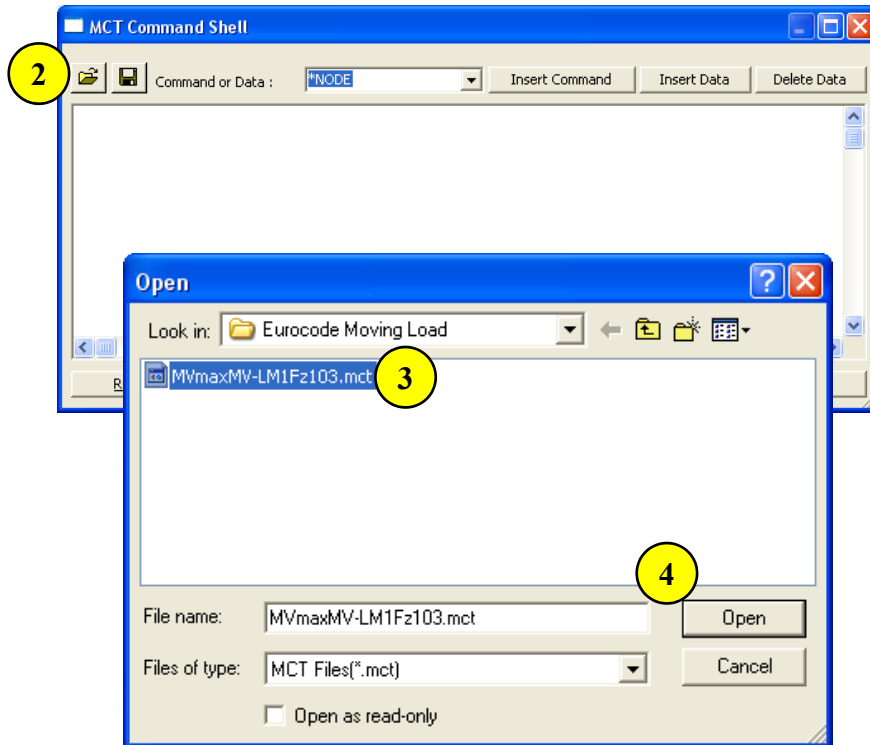 MCT Command Shell
2 Command or Data : *NODE Insert Command Insert Data Delete Data
Open
Look in: Eurocode Moving Load
MVmaxMV-LM1Fz103.mct 3
R
4
File name: MVmaxMV-LM1Fz103.mct Open
Files of type: MCT Files(*.mct) Cancel
Open as read-only